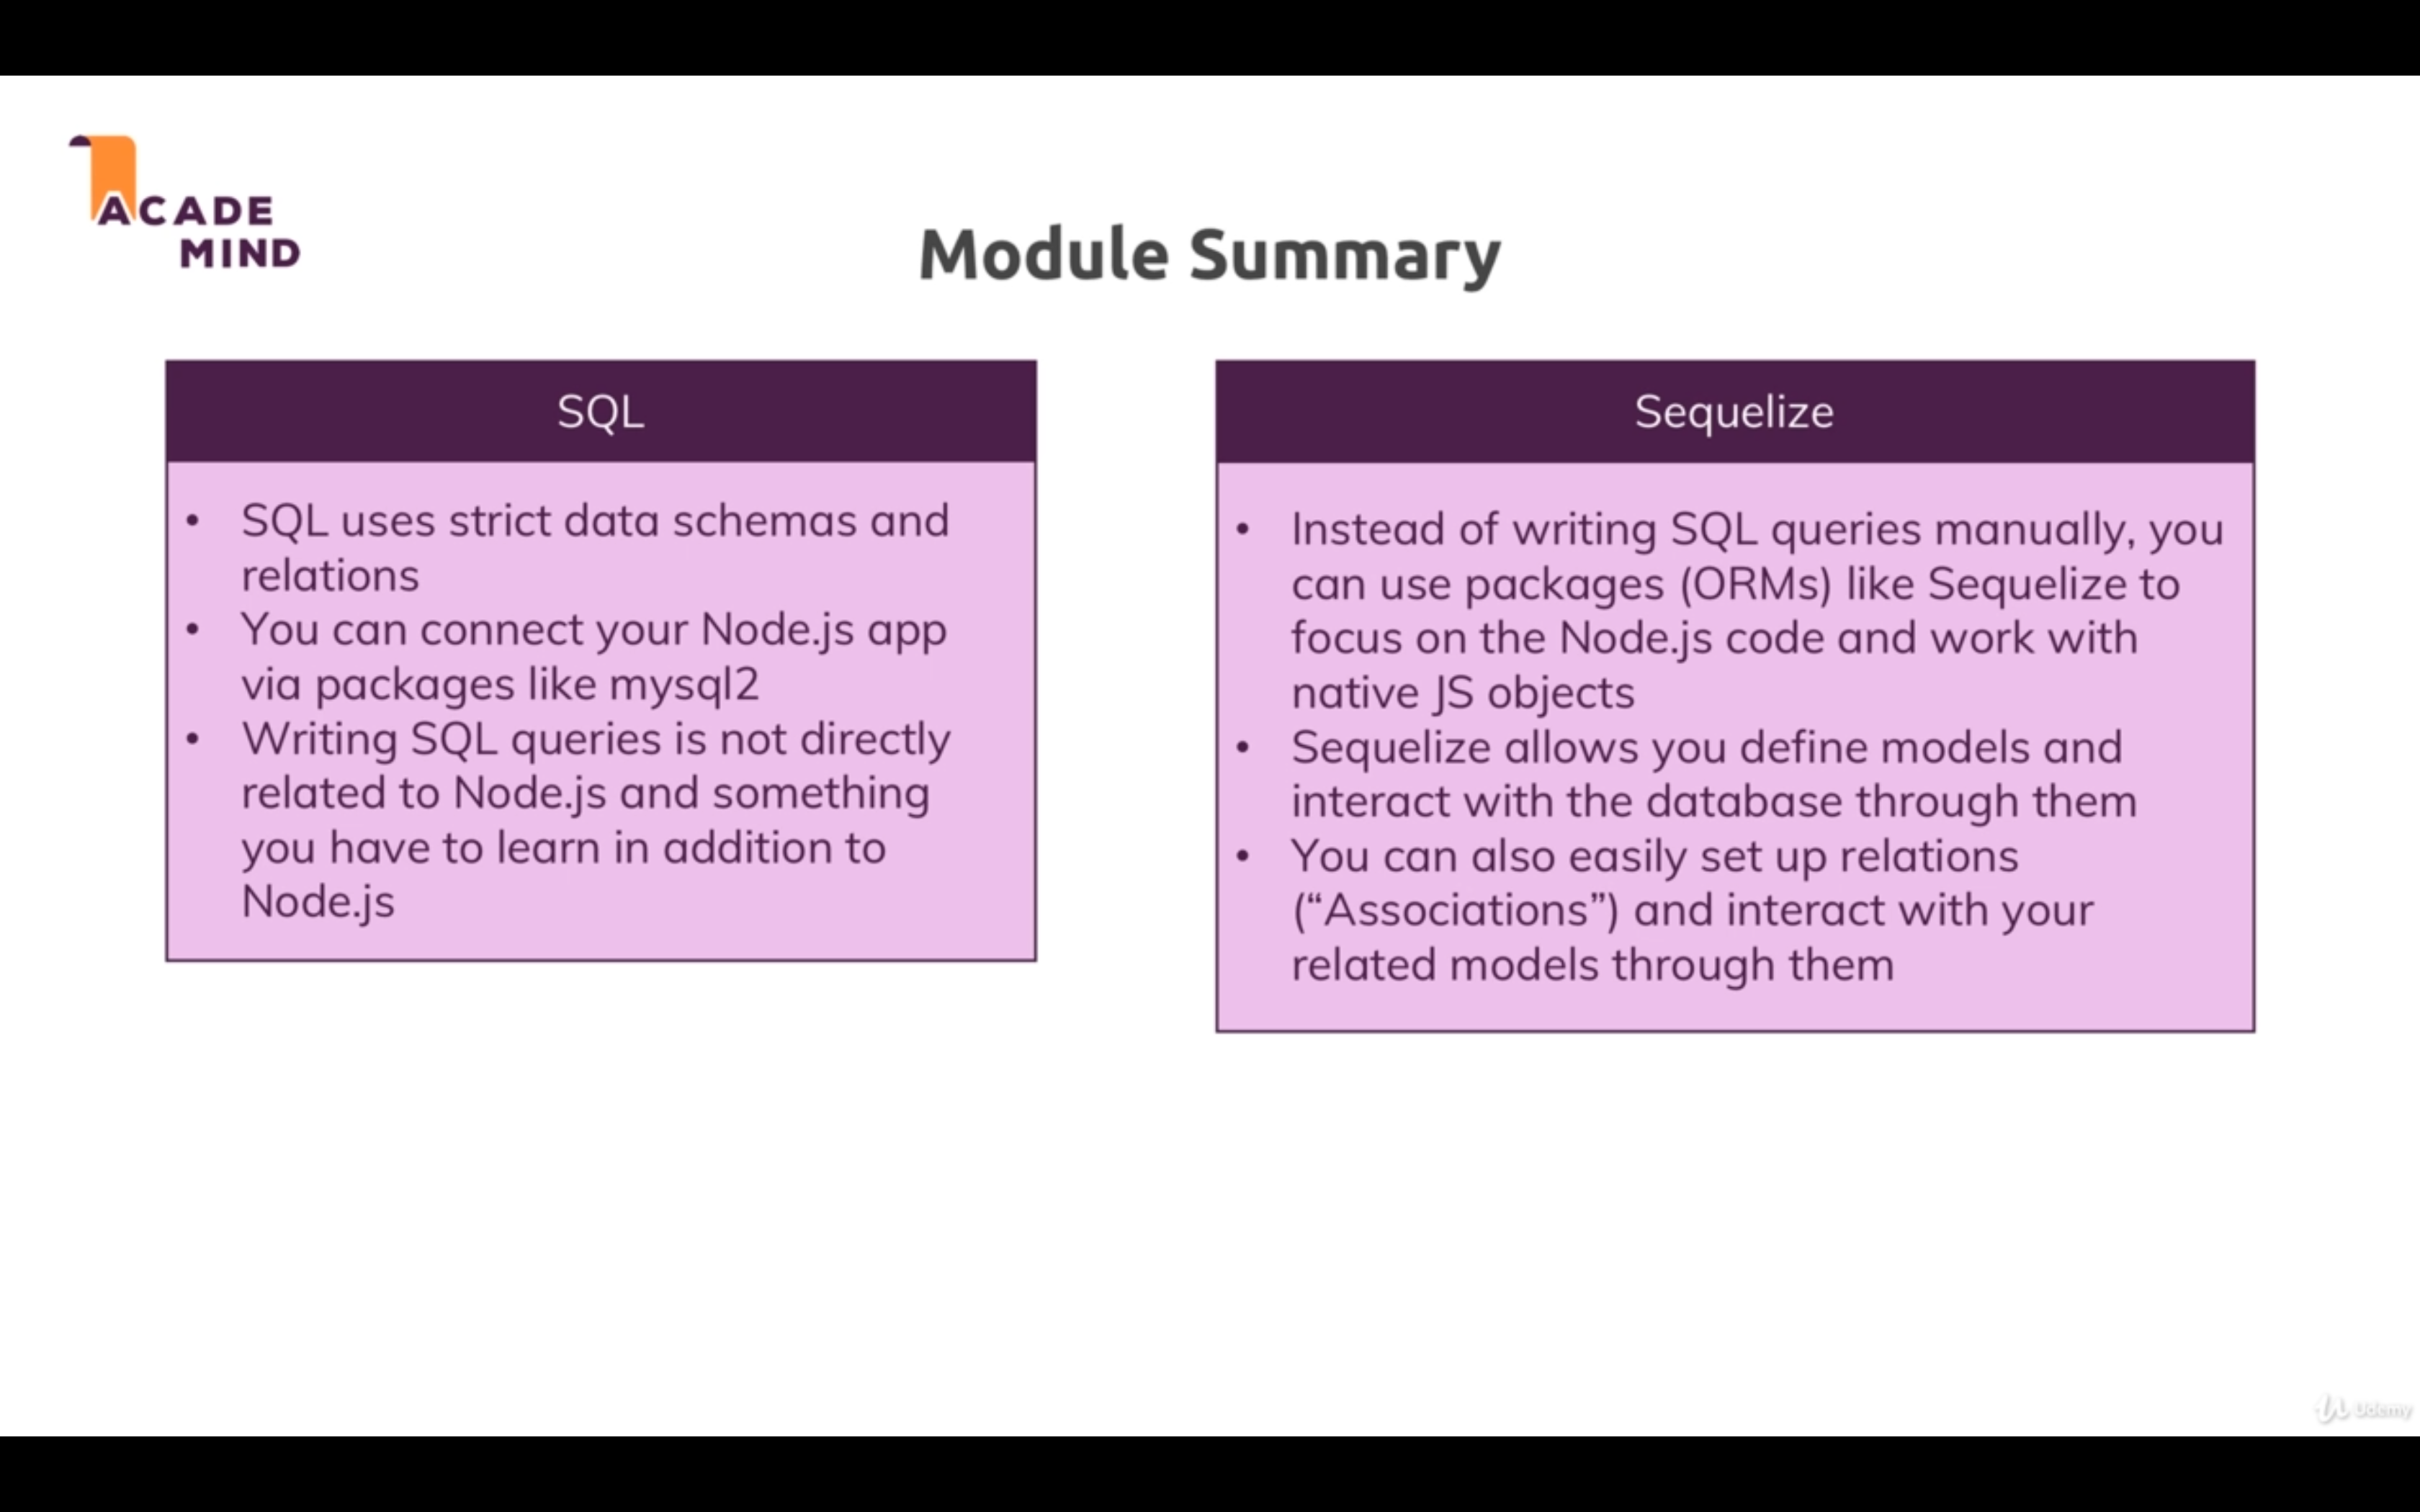 ACADE
MIND
Module Summary
SQL
• SQL uses strict data schemas and
relations
• You can connect your Node.js app
via packages like mysql2
• Writing SQL queries is not directly
related to Node.js and something
you have to learn in addition to
Node.js
Sequelize
• Instead of writing SQL queries manually, you
can use packages (ORMs) like Sequelize to
focus on the Node.js code and work with
native JS objects
• Sequelize allows you define models and
interact with the database through them
• You can also easily set up relations
(“Associations”) and interact with your
related models through them
Udemy